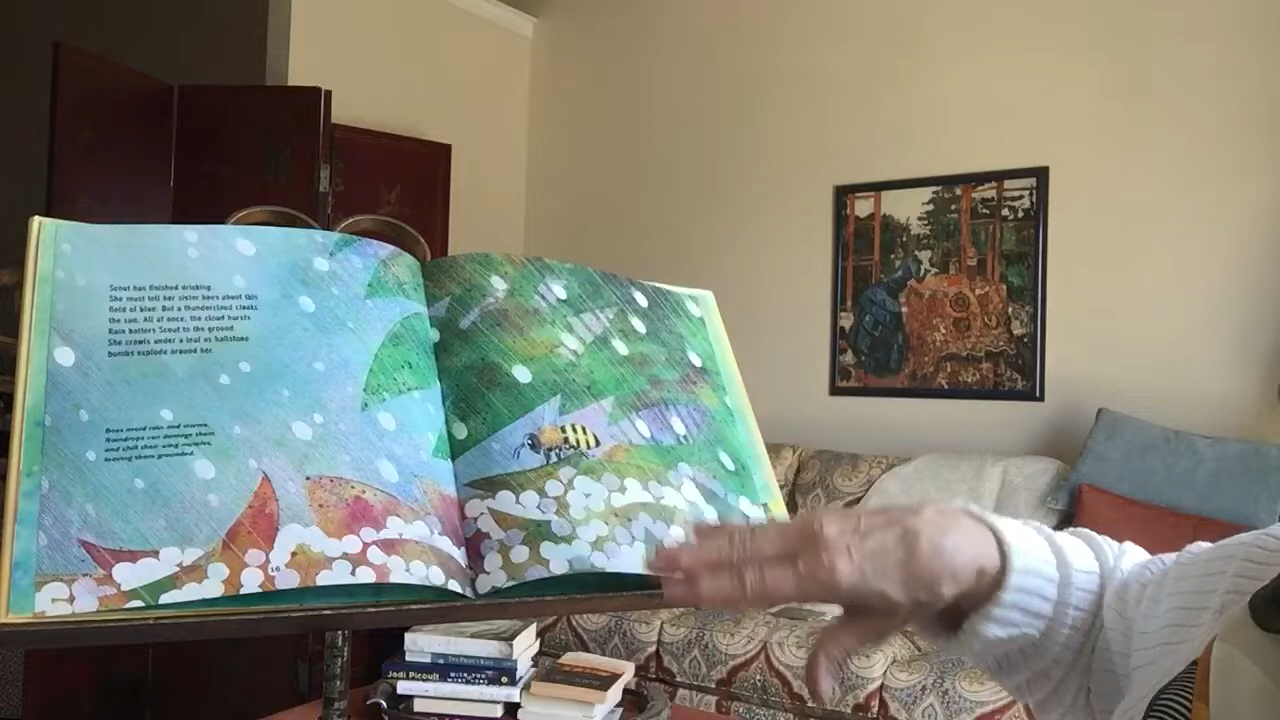 Scout has finished drinking.
She must tell her sister bees about this
field of blue. But a thundercloud cloaks
the sun. All at once, the cloud bursts
Rain batters Scout to the ground.
She crawls under a leaf as hailstone
bombs explode around her.
Bees avoid rain and storms.
Raindrops can damage them
and chill their wing muscles,
leaving them grounded.
16
Jodi Picoult
WITH YOU